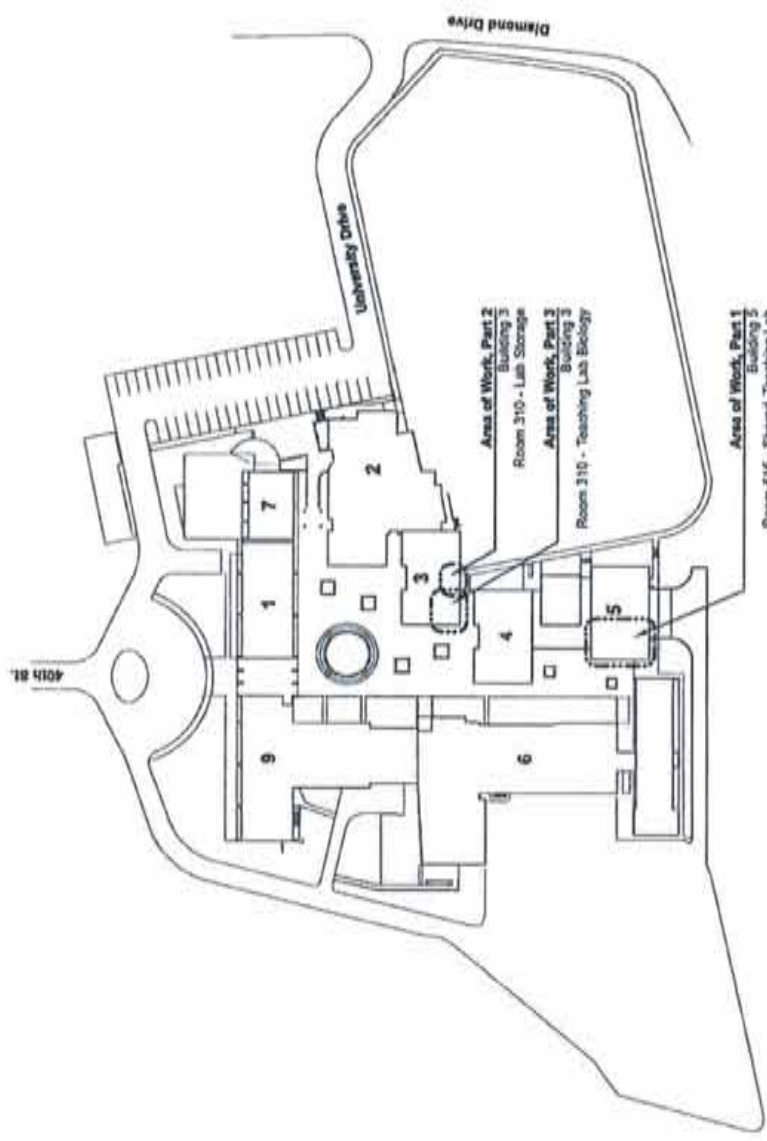 40th St.
Diamond Drive
University Drive
7
1
2
9
3
4
5
6
Area of Work, Part 2
Building 3
Room 310 - Lab Storage
Area of Work, Part 3
Building 3
Room 310 - Teaching Lab Biology
Area of Work, Part 1
Building 5